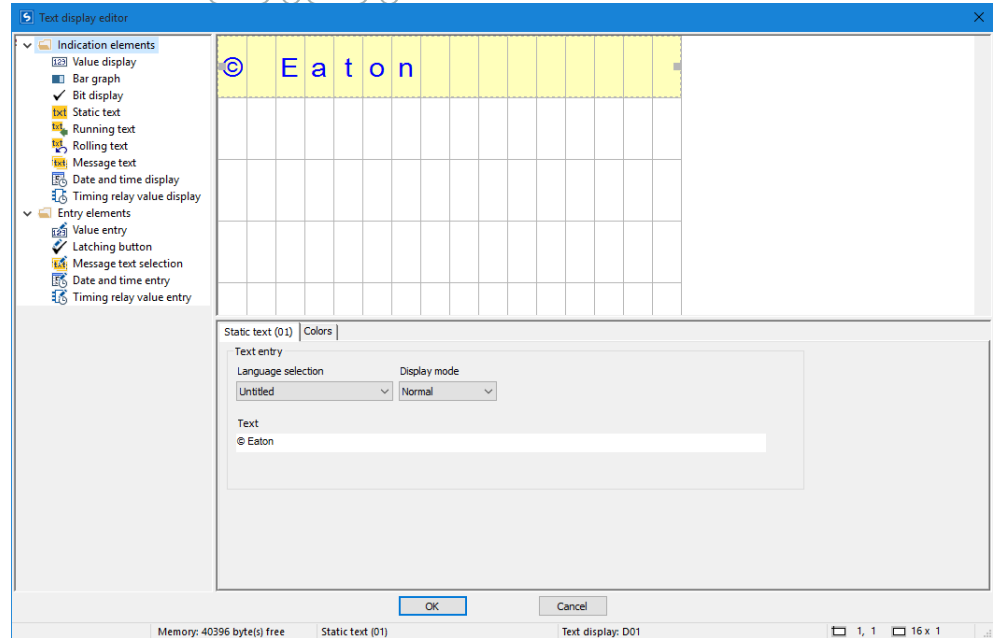 Text display editor
Indication elements
Value display
Bar graph
Bit display
Static text
Running text
Rolling text
Message text
Date and time display
Timing relay value display
Entry elements
Value entry
Latching button
Message text selection
Date and time entry
Timing relay value entry
© Eaton
Static text (01) Colors
Text entry
Language selection Display mode
Untitled Normal
Text
© Eaton
OK Cancel
Memory: 40396 byte(s) free Static text (01) Text display: D01 1, 1 16 x 1